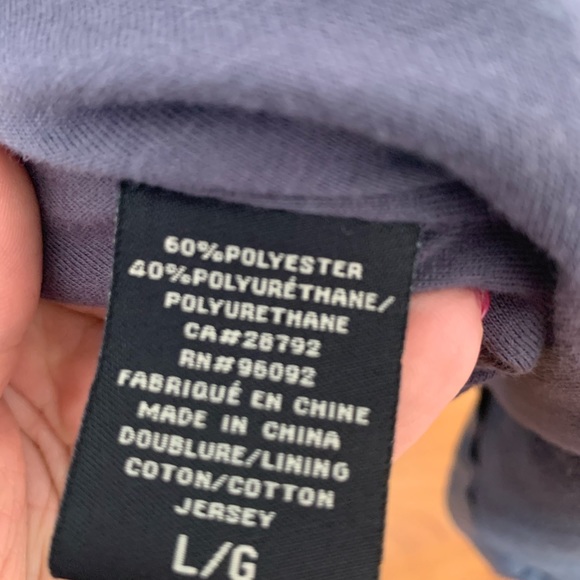 60%POLYESTER
40%POLYURÉTHANE/
POLYURETHANE
CA#28792
RN#96092
FABRIQUÉ EN CHINE
MADE IN CHINA
DOUBLURE/LINING
COTON/COTTON
JERSEY
L/G